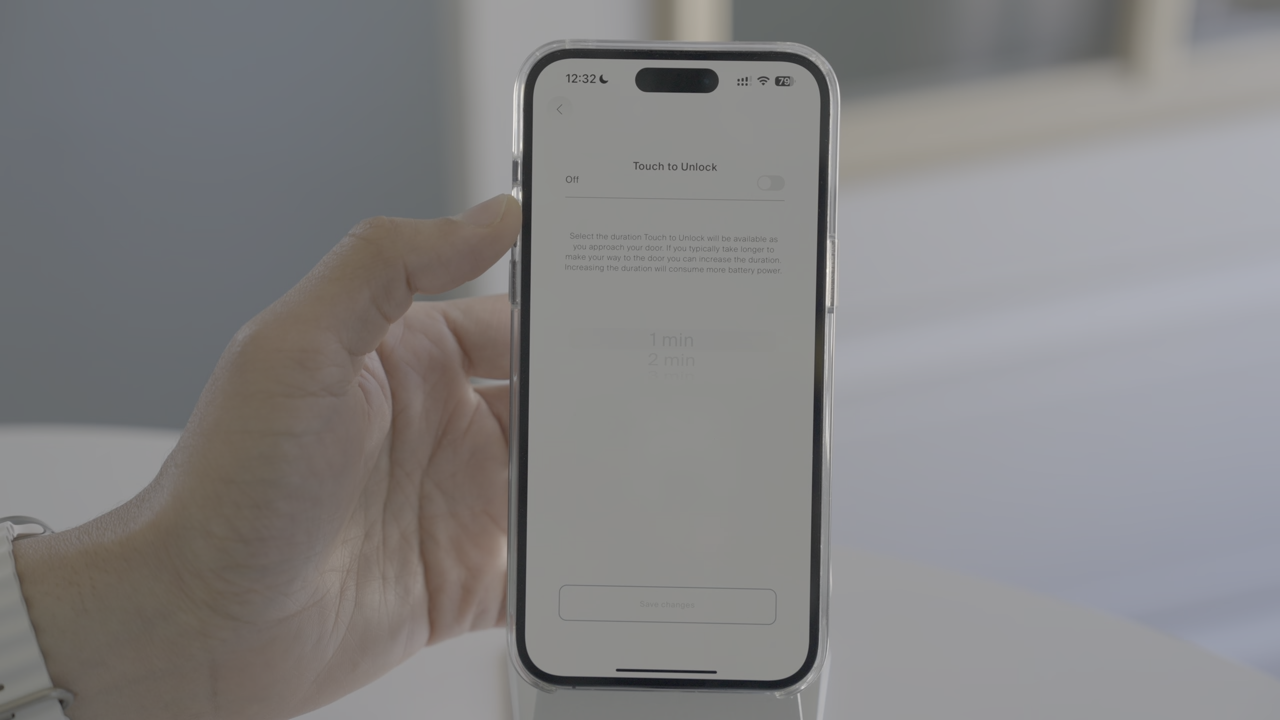 12:32
79
Touch to Unlock
Off
Select the duration Touch to Unlock will be available as
you approach your door. If you typically take longer to
make your way to the door you can increase the duration.
Increasing the duration will consume more battery power.
1 min
2 min
Save changes